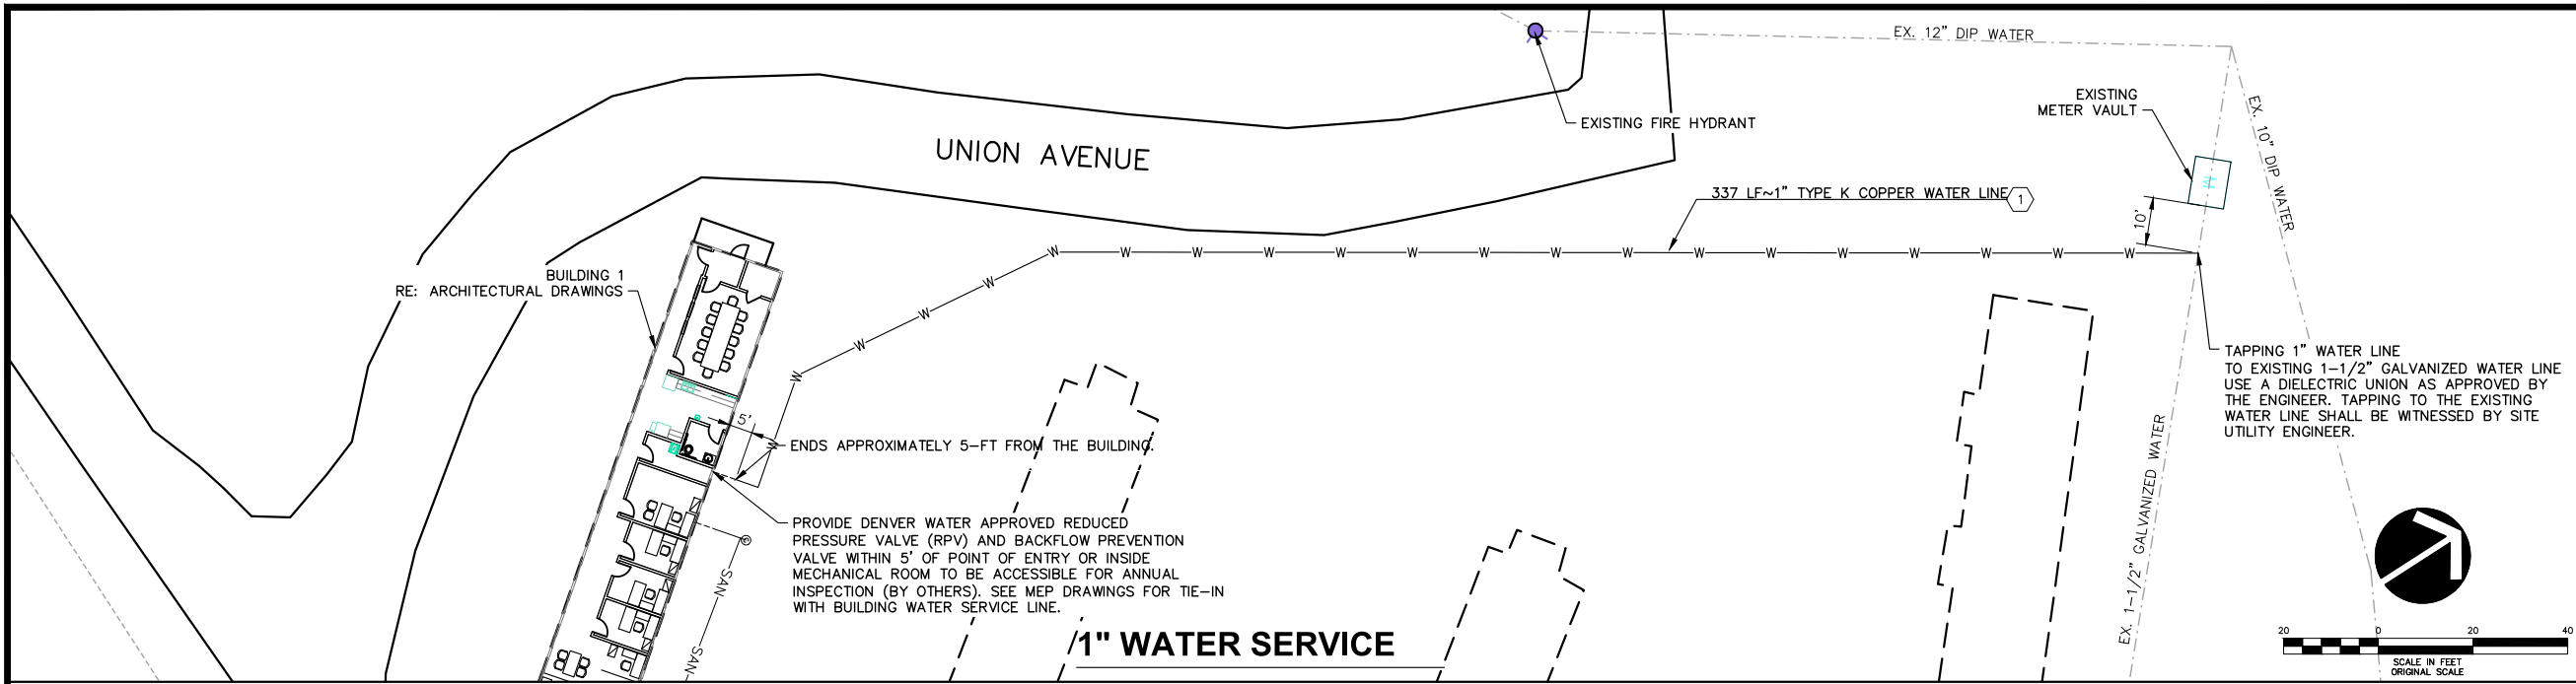 EX. 12" DIP WATER
EXISTING
METER VAULT
EX. 10" DIP WATER
EXISTING FIRE HYDRANT
UNION AVENUE
337 LF~1" TYPE K COPPER WATER LINE 1
W
10'
W W W W W W W W W W W W W W W W
W
W
W
W
W
BUILDING 1
RE: ARCHITECTURAL DRAWINGS
TAPPING 1" WATER LINE
TO EXISTING 1-1/2" GALVANIZED WATER LINE
USE A DIELECTRIC UNION AS APPROVED BY
THE ENGINEER. TAPPING TO THE EXISTING
WATER LINE SHALL BE WITNESSED BY SITE
UTILITY ENGINEER.
5'
ENDS APPROXIMATELY 5-FT FROM THE BUILDING.
EX. 1-1/2" GALVANIZED WATER
PROVIDE DENVER WATER APPROVED REDUCED
PRESSURE VALVE (RPV) AND BACKFLOW PREVENTION
VALVE WITHIN 5' OF POINT OF ENTRY OR INSIDE
MECHANICAL ROOM TO BE ACCESSIBLE FOR ANNUAL
INSPECTION (BY OTHERS). SEE MEP DRAWINGS FOR TIE-IN
WITH BUILDING WATER SERVICE LINE.
SAN
SAN
1" WATER SERVICE
20 0 20 40
SCALE IN FEET
ORIGINAL SCALE